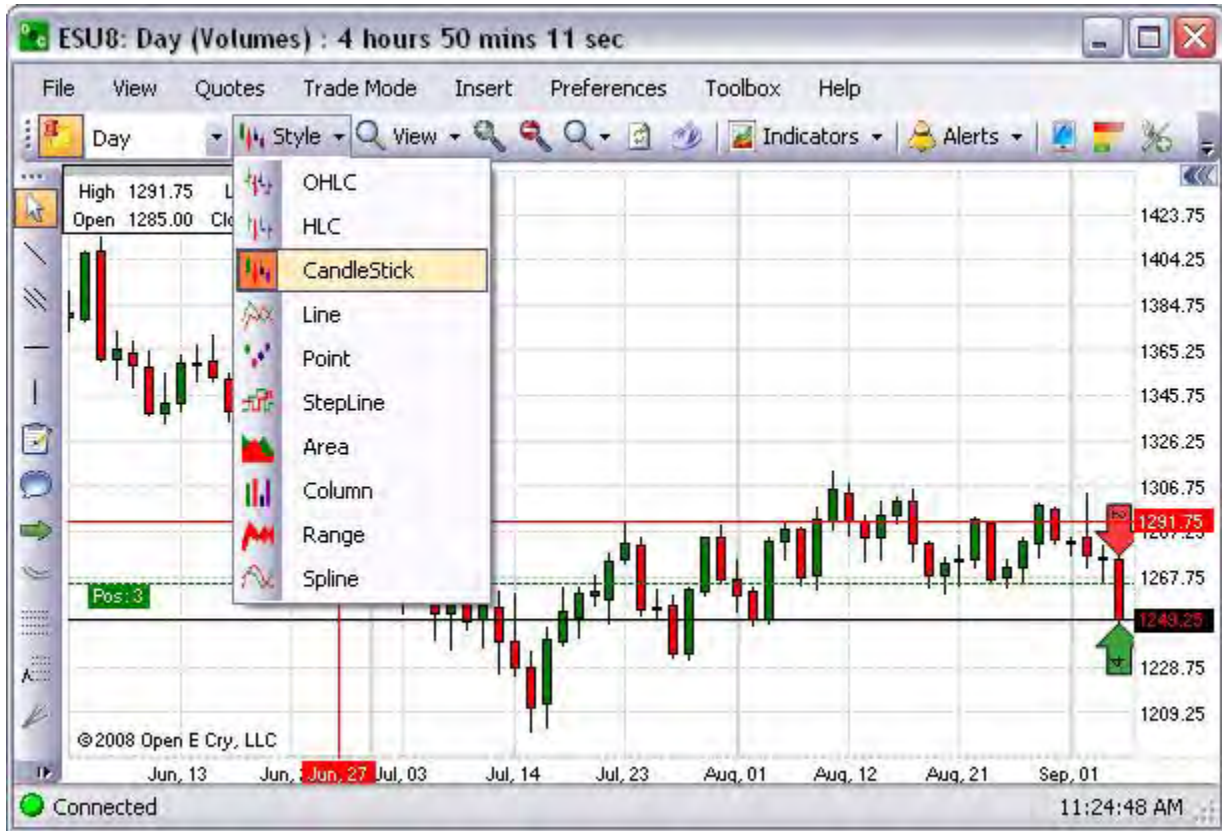 ESU8: Day (Volumes) : 4 hours 50 mins 11 sec
File View Quotes Trade Mode Insert Preferences Toolbox Help
Day Style View Indicators Alerts
High 1291.75 L
Open 1285.00 Clo
OHLC
HLC
CandleStick
Line
Point
StepLine
Area
Column
Range
Spline
1423.75
1404.25
1384.75
1365.25
1345.75
1326.25
1306.75
1291.75
1267.75
1249.25
1228.75
1209.25
Pos: 3
©2008 Open E Cry, LLC
Jun, 13 Jun, Jun, 27 Jul, 03 Jul, 14 Jul, 23 Aug, 01 Aug, 12 Aug, 21 Sep, 01
Connected 11:24:48 AM